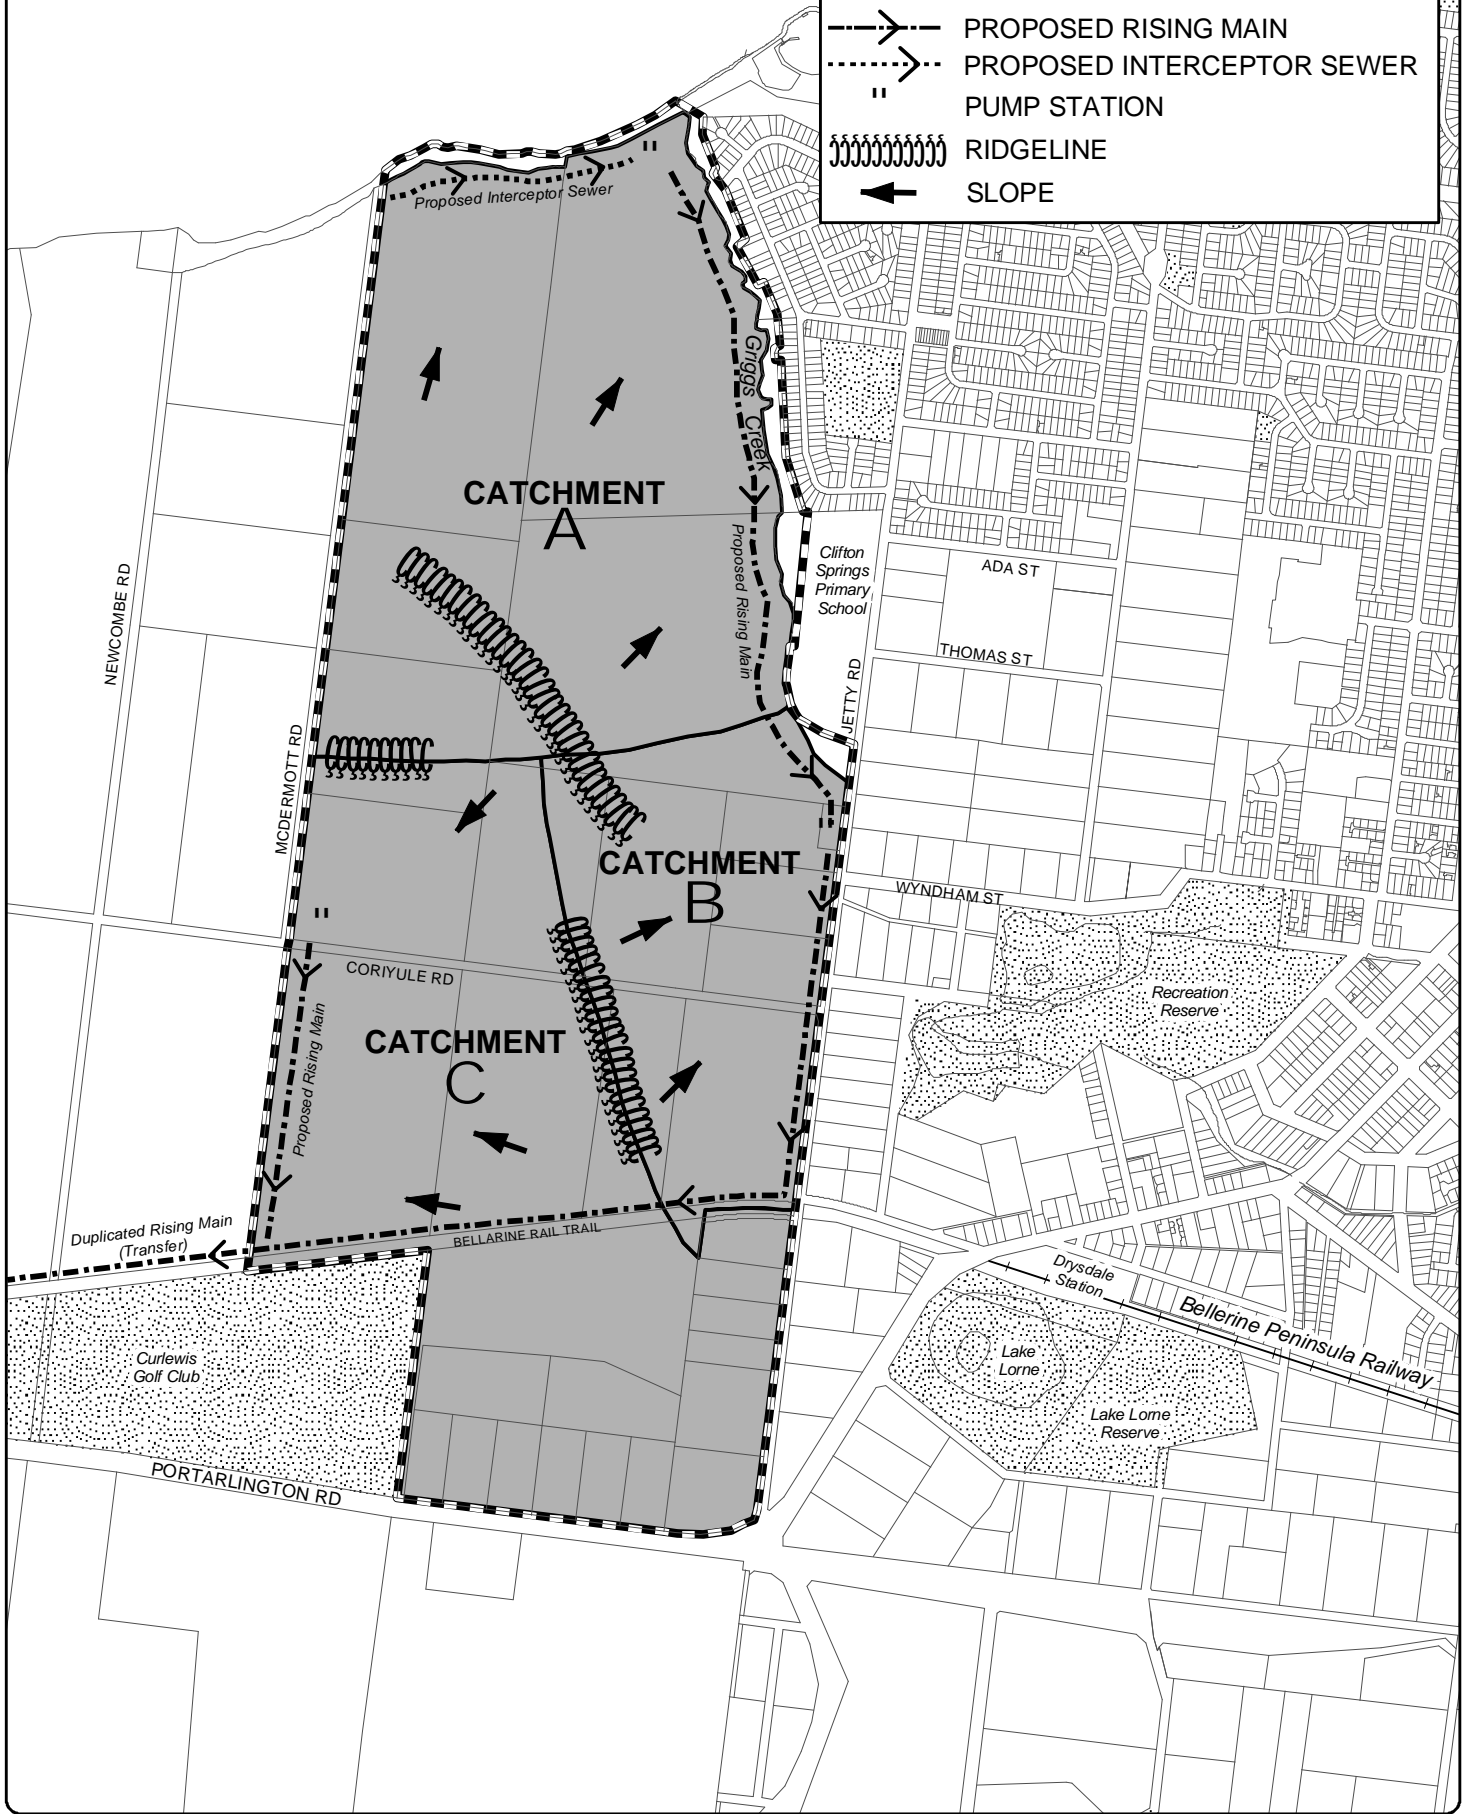 PROPOSED RISING MAIN
PROPOSED INTERCEPTOR SEWER
PUMP STATION
RIDGELINE
SLOPE
Proposed Interceptor Sewer
Griggs Creek
CATCHMENT
A
Proposed Rising Main
Clifton
Springs
Primary
School
ADA ST
THOMAS ST
JETTY RD
NEWCOMBE RD
MCDERMOTT RD
CATCHMENT
B
WYNDHAM ST
CORIYULE RD
Recreation
Reserve
CATCHMENT
C
Proposed Rising Main
Duplicated Rising Main
(Transfer)
BELLARINE RAIL TRAIL
Drysdale
Station
Bellerine Peninsula Railway
Curlewis
Golf Club
Lake
Lorne
Lake Lorne
Reserve
PORTARLINGTON RD